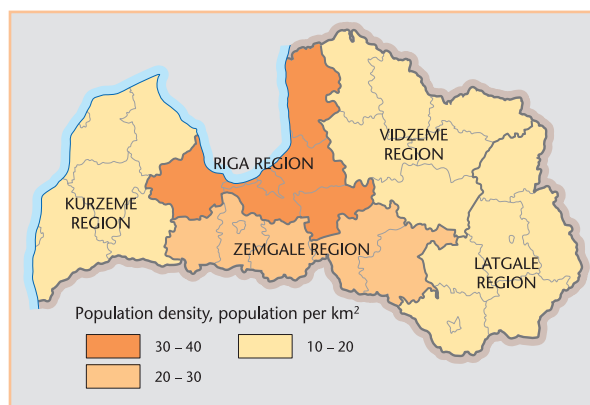 RIGA REGION
VIDZEME
REGION
KURZEME
REGION
ZEMGALE REGION
LATGALE
REGION
Population density, population per km²
30 – 40
10 – 20
20 – 30